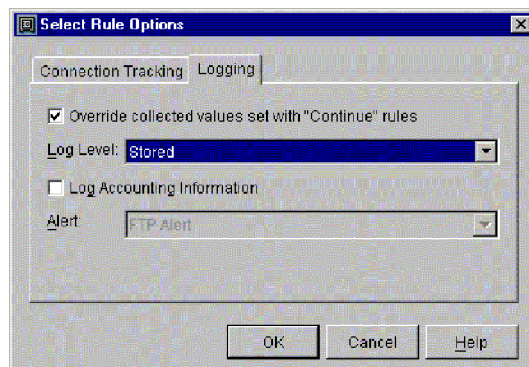 Select Rule Options
Connection Tracking Logging
Override collected values set with "Continue" rules
Log Level: Stored
Log Accounting Information
Alert: FTP Alert
OK Cancel Help